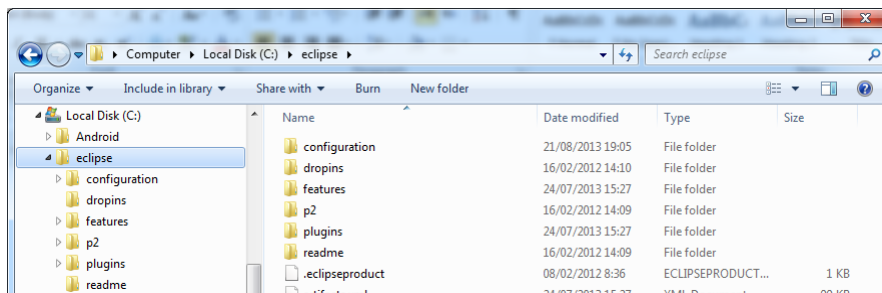 Computer ▸ Local Disk (C:) ▸ eclipse ▸
Search eclipse
Organize ▾ Include in library ▾ Share with ▾ Burn New folder
Local Disk (C:)
Android
eclipse
configuration
dropins
features
p2
plugins
readme
Name Date modified Type Size
configuration 21/08/2013 19:05 File folder
dropins 16/02/2012 14:10 File folder
features 24/07/2013 15:27 File folder
p2 16/02/2012 14:09 File folder
plugins 24/07/2013 15:27 File folder
readme 16/02/2012 14:09 File folder
.eclipseproduct 08/02/2012 8:36 ECLIPSEPRODUCT... 1 KB